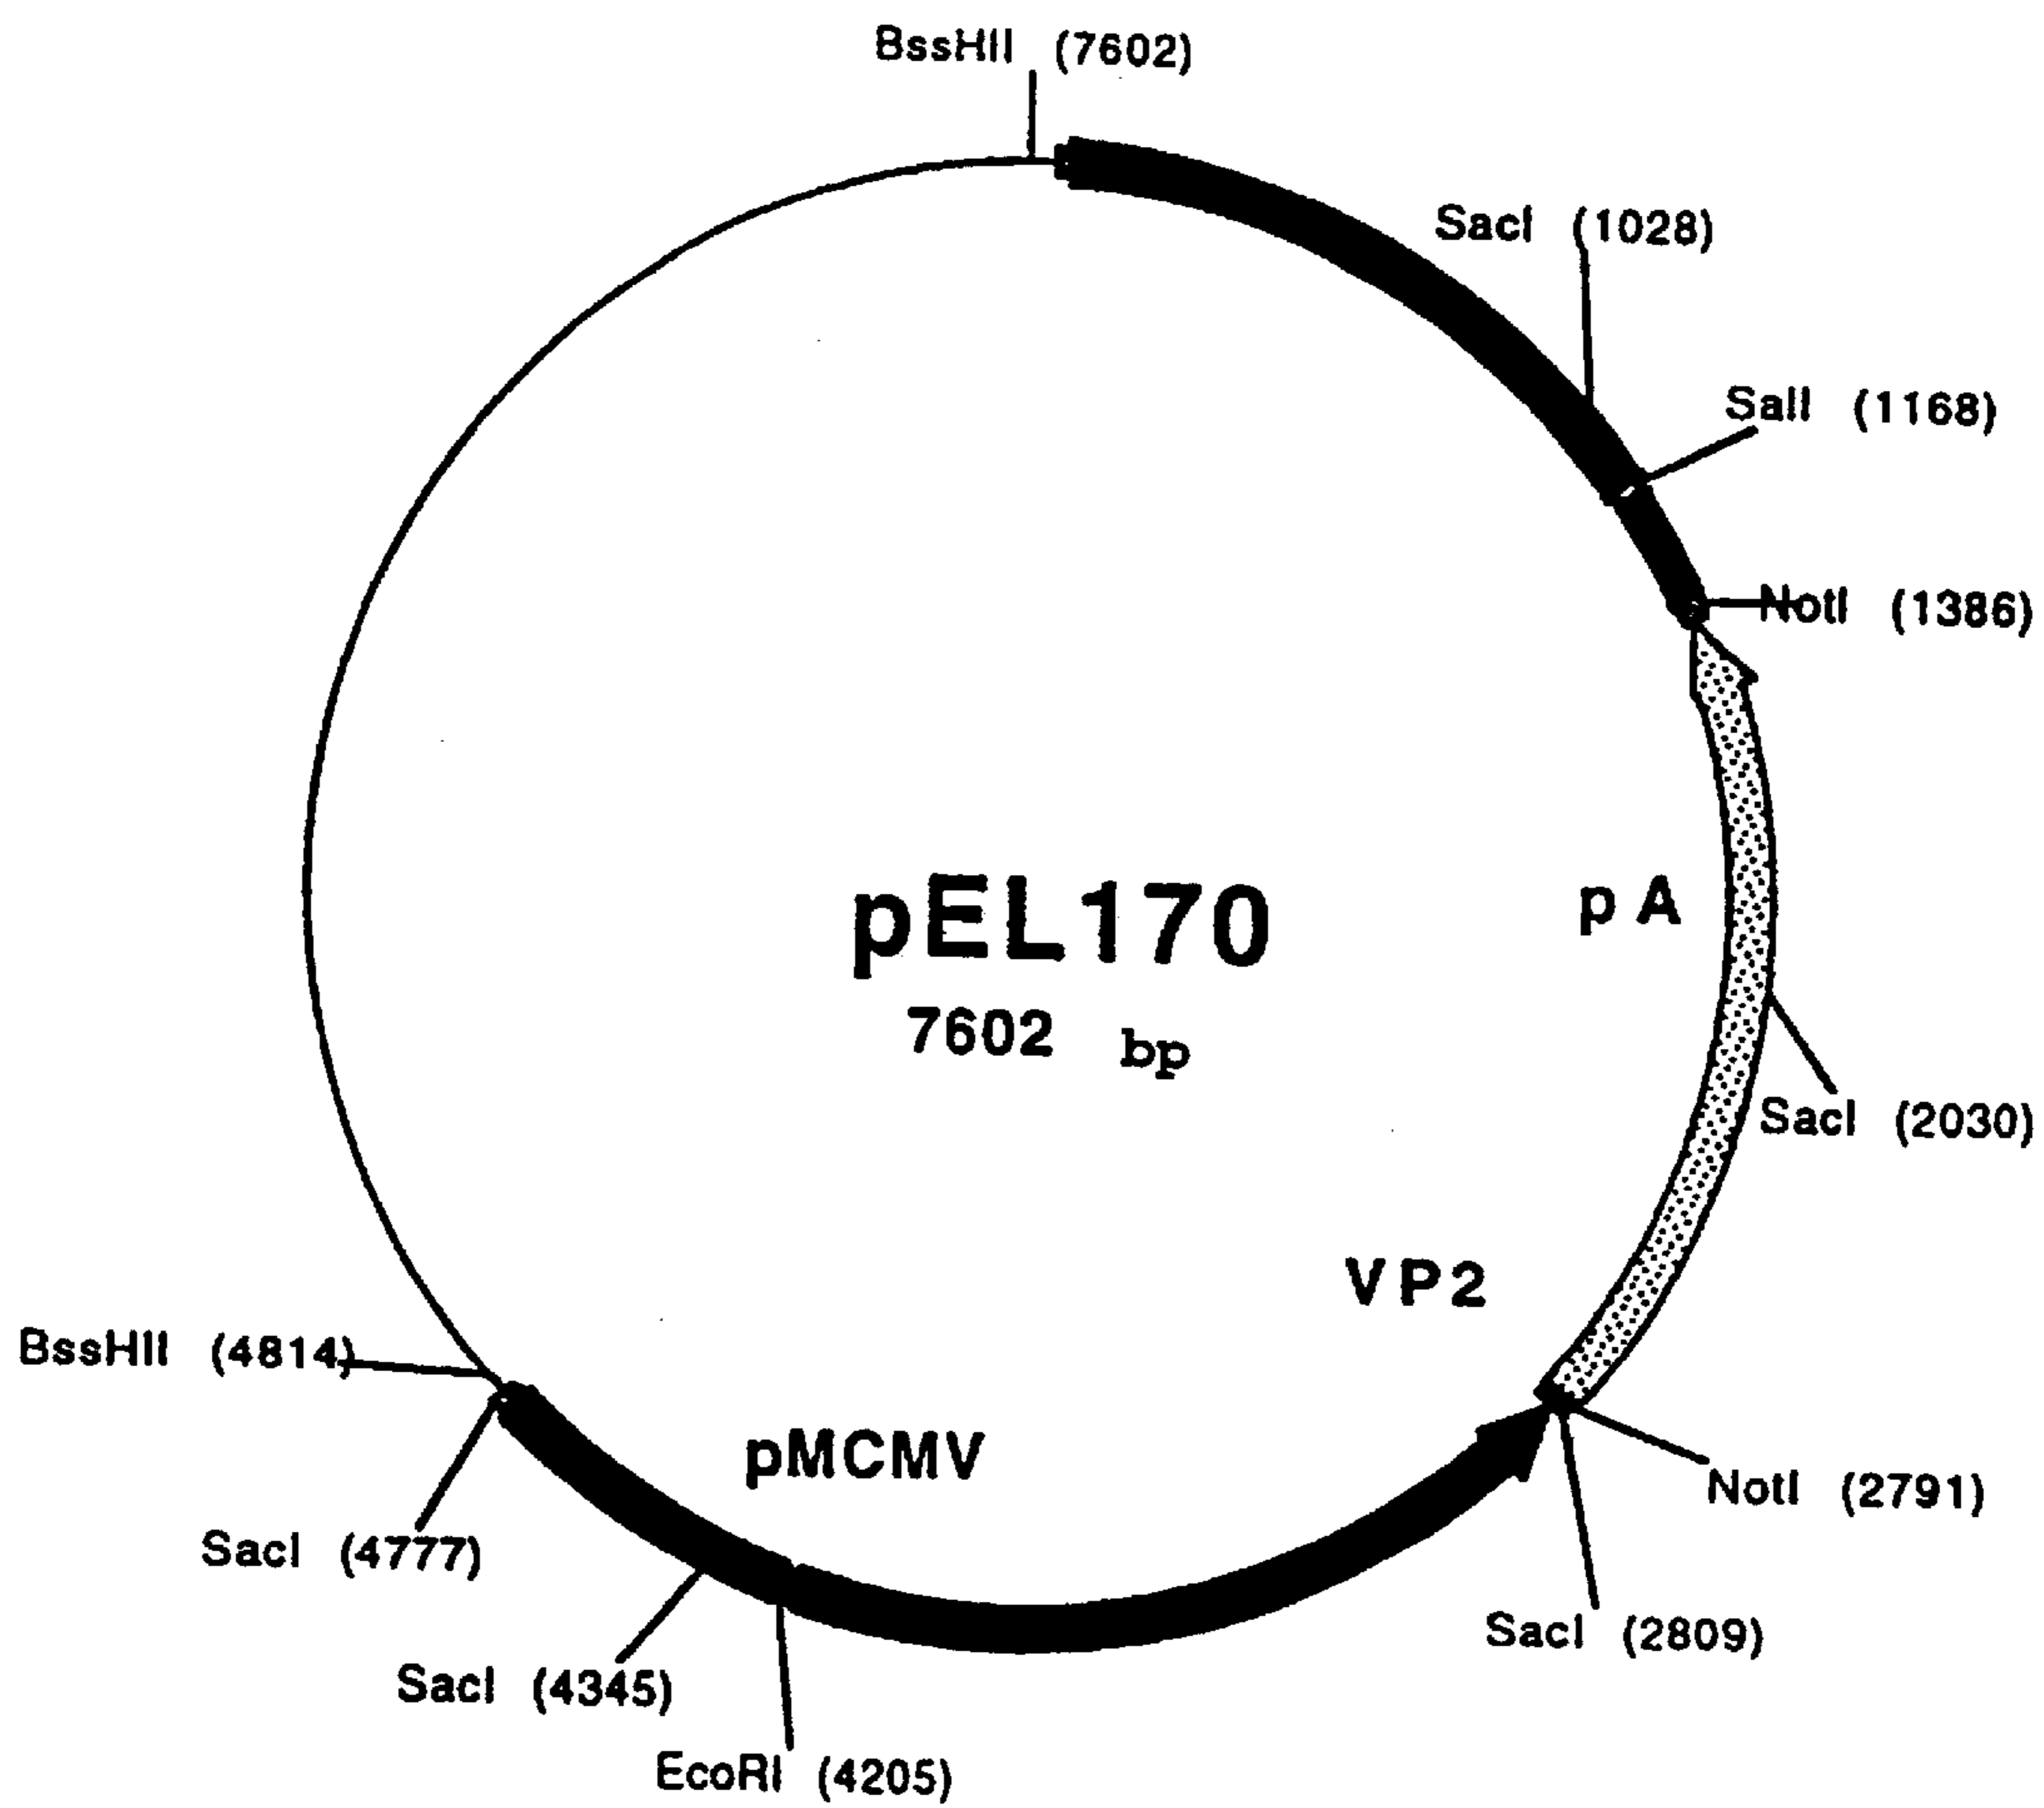 BssHII (7602)
SacI (1028)
SalI (1168)
NotI (1386)
pA
pEL170
7602 bp
SacI (2030)
VP2
BssHII (4814)
pMCMV
NotI (2791)
SacI (4777)
SacI (2809)
SacI (4345)
EcoRI (4205)